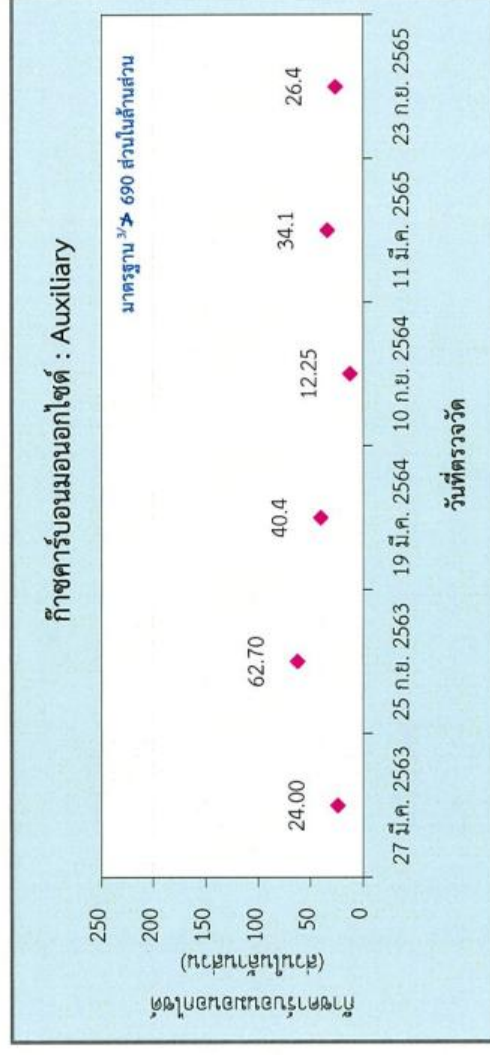 ก๊าซคาร์บอนมอนอกไซด์ : Auxiliary
มาตรฐาน 3/ ≯ 690 ส่วนในล้านส่วน
ก๊าซคาร์บอนมอนอกไซด์
(ส่วนในล้านส่วน)
250
200
150
100
50
0
24.00
62.70
40.4
12.25
34.1
26.4
27 มี.ค. 2563
25 ก.ย. 2563
19 มี.ค. 2564
10 ก.ย. 2564
11 มี.ค. 2565
23 ก.ย. 2565
วันที่ตรวจวัด